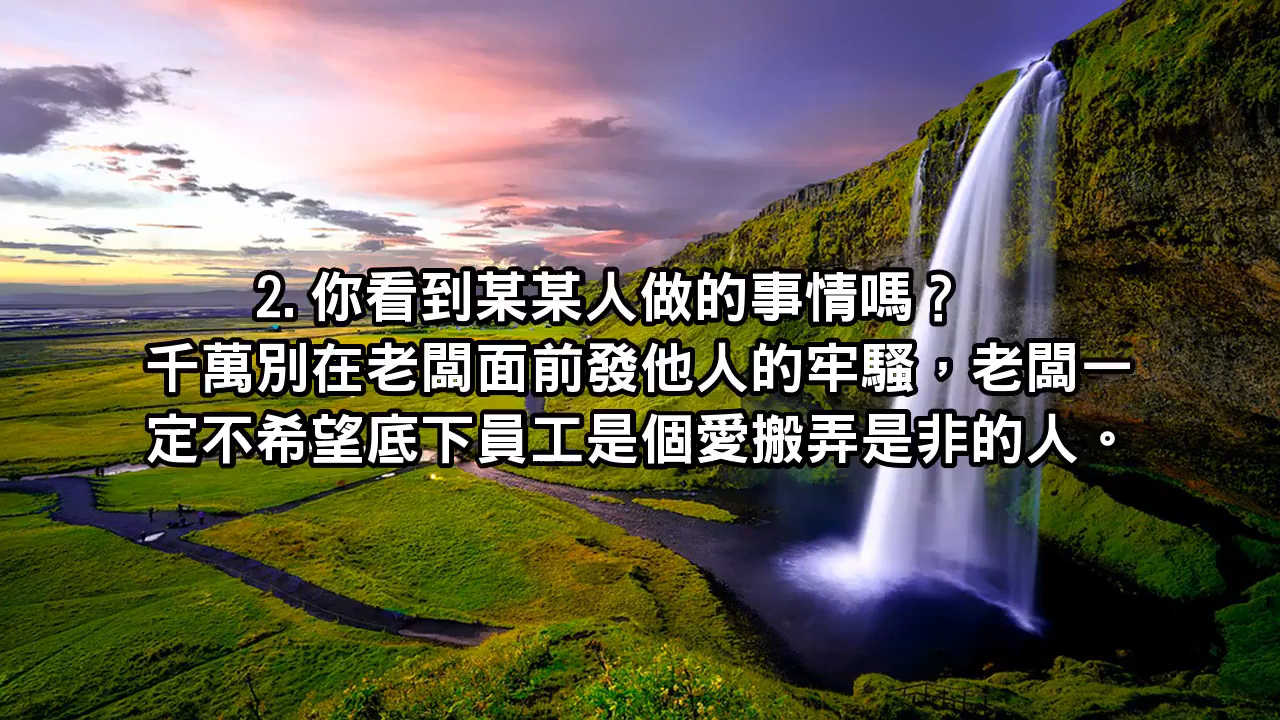 2. 你看到某某人做的事情嗎？
千萬別在老闆面前發他人的牢騷，老闆一
定不希望底下員工是個愛搬弄是非的人。